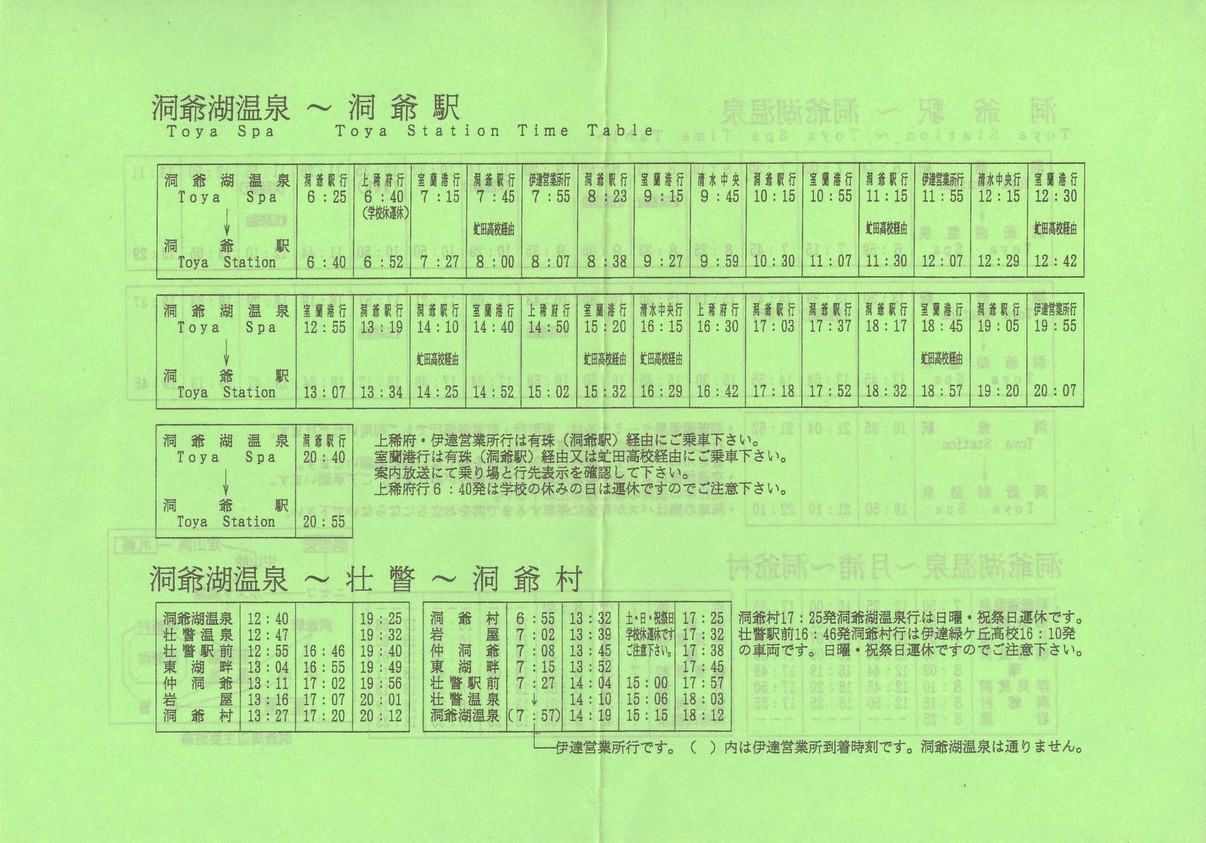 洞爺湖温泉 ～ 洞 爺 駅
Toya Spa Toya Station Time Table
洞 爺 湖 温 泉 洞爺駅行 上稀府行 室蘭港行 洞爺駅行 伊達営業所行 洞爺駅行 室蘭港行 清水中央 洞爺駅行 室蘭港行 洞爺駅行 伊達営業所行 清水中央行 室蘭港行
Toya Spa 6:25 6:40 7:15 7:45 7:55 8:23 9:15 9:45 10:15 10:55 11:15 11:55 12:15 12:30
(学校休運休)
↓ 虻田高校経由 虻田高校経由 虻田高校経由
洞 爺 駅
Toya Station 6:40 6:52 7:27 8:00 8:07 8:38 9:27 9:59 10:30 11:07 11:30 12:07 12:29 12:42
洞 爺 湖 温 泉 室蘭港行 洞爺駅行 洞爺駅行 室蘭港行 上稀府行 室蘭港行 清水中央行 上稀府行 洞爺駅行 洞爺駅行 洞爺駅行 室蘭港行 洞爺駅行 伊達営業所行
Toya Spa 12:55 13:19 14:10 14:40 14:50 15:20 16:15 16:30 17:03 17:37 18:17 18:45 19:05 19:55
↓ 虻田高校経由 虻田高校経由 虻田高校経由 虻田高校経由
洞 爺 駅
Toya Station 13:07 13:34 14:25 14:52 15:02 15:32 16:29 16:42 17:18 17:52 18:32 18:57 19:20 20:07
洞 爺 湖 温 泉 洞爺駅行
Toya Spa 20:40
↓
洞 爺 駅
Toya Station 20:55
上稀府・伊達営業所行は有珠（洞爺駅）経由にご乗車下さい。
室蘭港行は有珠（洞爺駅）経由又は虻田高校経由にご乗車下さい。
案内放送にて乗り場と行先表示を確認して下さい。
上稀府行6：40発は学校の休みの日は運休ですのでご注意下さい。
洞爺湖温泉 ～ 壮 瞥 ～ 洞 爺 村
洞爺湖温泉 12:40 19:25
壮瞥温泉 12:47 19:32
壮瞥駅前 12:55 16:46 19:40
東湖畔 13:04 16:55 19:49
仲洞爺 13:11 17:02 19:56
岩屋 13:16 17:07 20:01
洞爺村 13:27 17:20 20:12
洞爺村 6:55 13:32 土・日・祝祭日 17:25
岩屋 7:02 13:39 学校休運休です 17:32
仲洞爺 7:08 13:45 ご注意下さい。 17:38
東湖畔 7:15 13:52 17:45
壮瞥駅前 7:27 14:04 15:00 17:57
壮瞥温泉 ↓ 14:10 15:06 18:03
洞爺湖温泉 (7:57) 14:19 15:15 18:12
洞爺村17：25発洞爺湖温泉行は日曜・祝祭日運休です。
壮瞥駅前16：46発洞爺村行は伊達緑ケ丘高校16：10発
の車両です。日曜・祝祭日運休ですのでご注意下さい。
伊達営業所行です。（ ）内は伊達営業所到着時刻です。洞爺湖温泉は通りません。